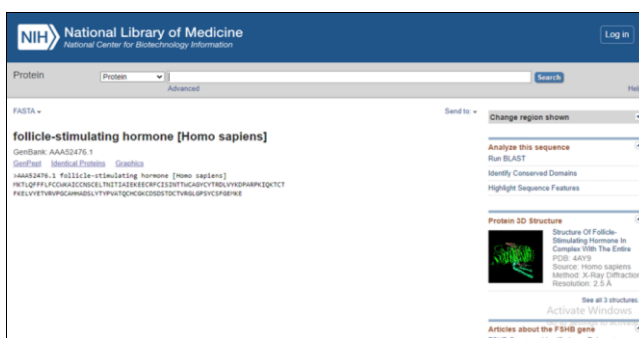 NIH
National Library of Medicine
National Center for Biotechnology Information
Log in
Protein
Protein
Search
Advanced
Hel
FASTA
Send to:
Change region shown
follicle-stimulating hormone [Homo sapiens]
GenBank: AAA52476.1
GenPept Identical Proteins Graphics
>AAA52476.1 follicle-stimulating hormone [Homo sapiens]
MKTLQFFFLFCCWKAICCNSCELTNITIAIEKEECRFCISINTTWCAGYCYTRDLVYKDPARPKIQKTCT
FKELVYETVRVPGCAHHADSLYTYPVATQCHCGKCDSDSTDCTVRGLGPSYCSFGEMKE
Analyze this sequence
Run BLAST
Identify Conserved Domains
Highlight Sequence Features
Protein 3D Structure
Structure Of Follicle-
Stimulating Hormone In
Complex With The Entire
PDB: 4AY9
Source: Homo sapiens
Method: X-Ray Diffraction
Resolution: 2.5 Å
See all 3 structures.
Activate Windows
Articles about the FSHB gene